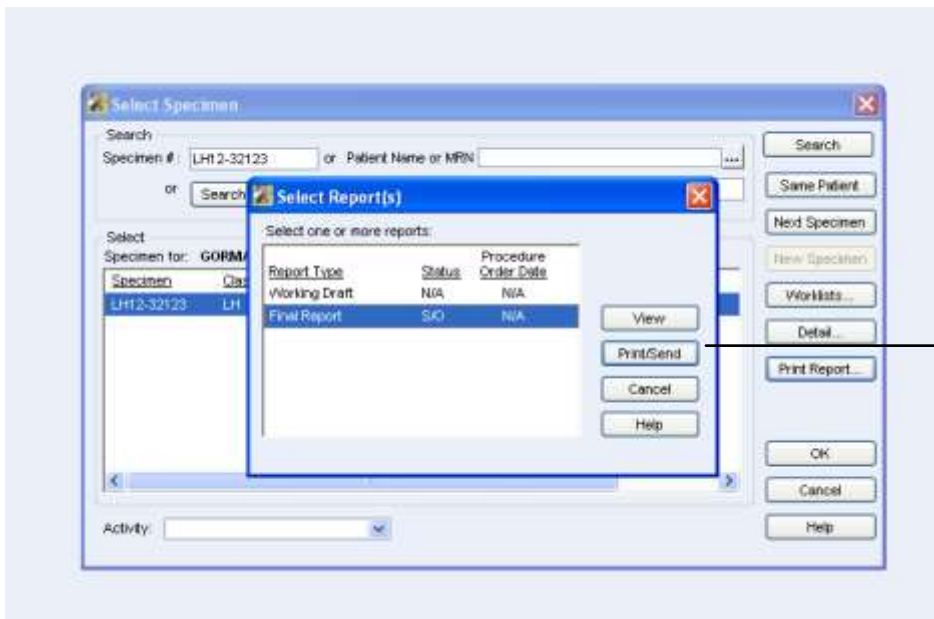 Select Specimen
Search
Specimen #: LH12-32123 or Patient Name or MRN ...
or Search
Search
Same Patient
Next Specimen
New Specimen
Worklists...
Detail...
Print Report...
OK
Cancel
Help
Select
Specimen for: GORMA
Specimen Clas
LH12-32123 LH
Activity:
Select Report(s)
Select one or more reports:
Procedure
Report Type Status Order Date
Working Draft N/A N/A
Final Report S/O N/A
View
Print/Send
Cancel
Help